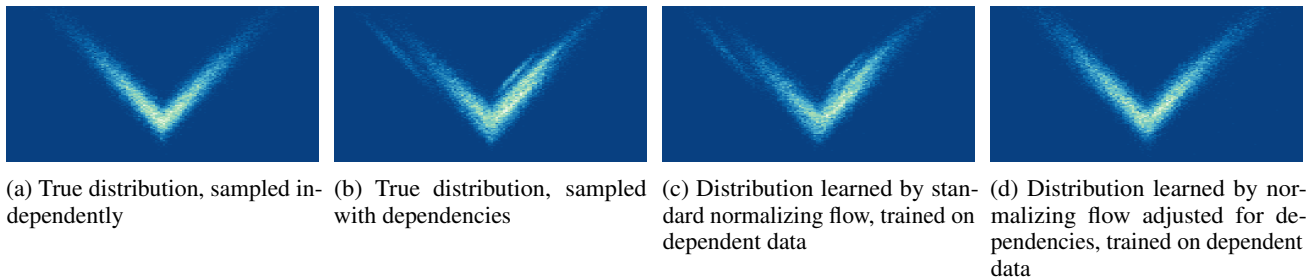 (a) True distribution, sampled in-
dependently
(b) True distribution, sampled
with dependencies
(c) Distribution learned by stan-
dard normalizing flow, trained on
dependent data
(d) Distribution learned by nor-
malizing flow adjusted for de-
pendencies, trained on dependent
data